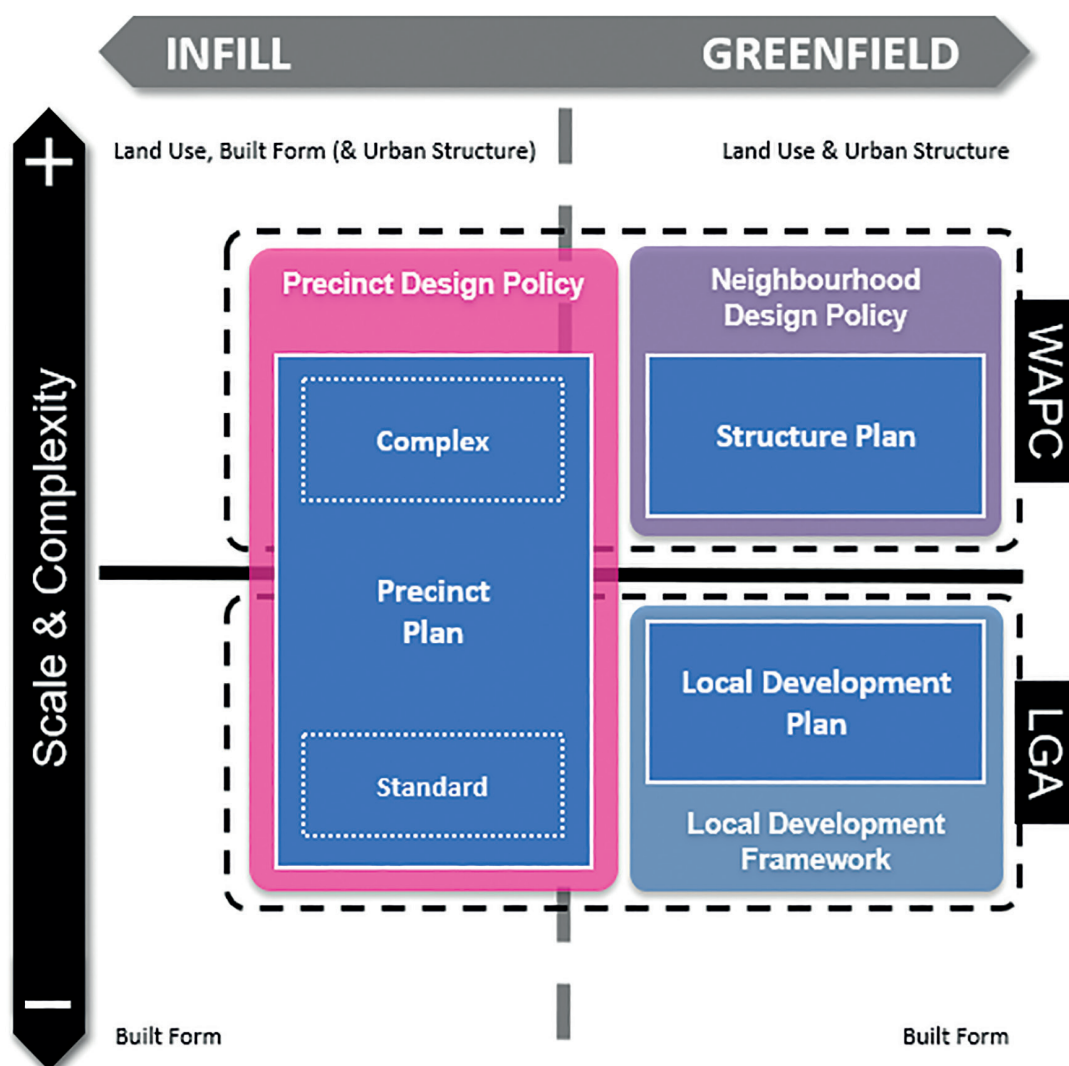 INFILL
GREENFIELD
+
Land Use, Built Form (& Urban Structure)
Land Use & Urban Structure
Scale & Complexity
Precinct Design Policy
Complex
Precinct
Plan
Standard
Neighbourhood
Design Policy
Structure Plan
WAPC
Local Development
Plan
Local Development
Framework
LGA
–
Built Form
Built Form